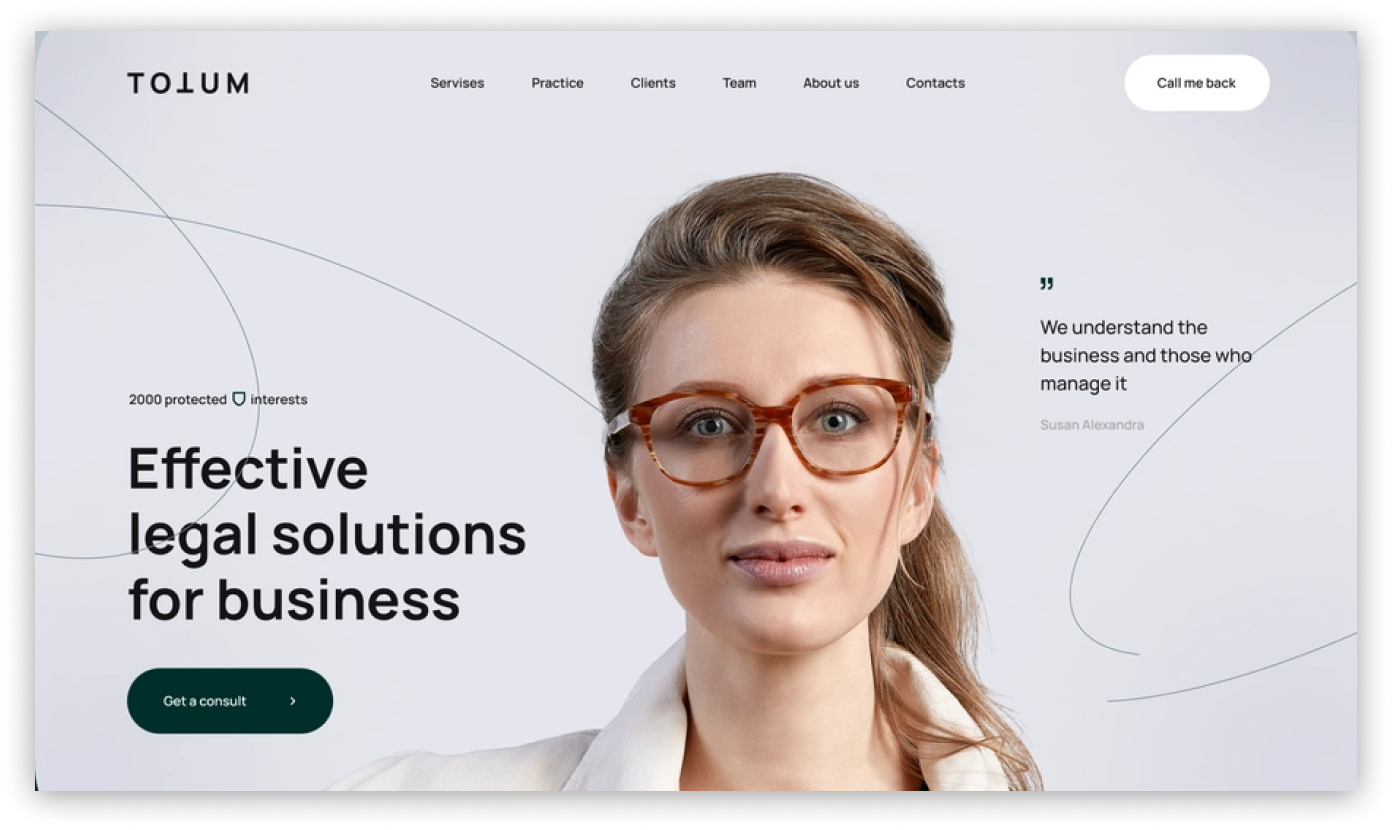 TOTUM
Servises
Practice
Clients
Team
About us
Contacts
Call me back
”
We understand the
business and those who
manage it
Susan Alexandra
2000 protected interests
Effective
legal solutions
for business
Get a consult >